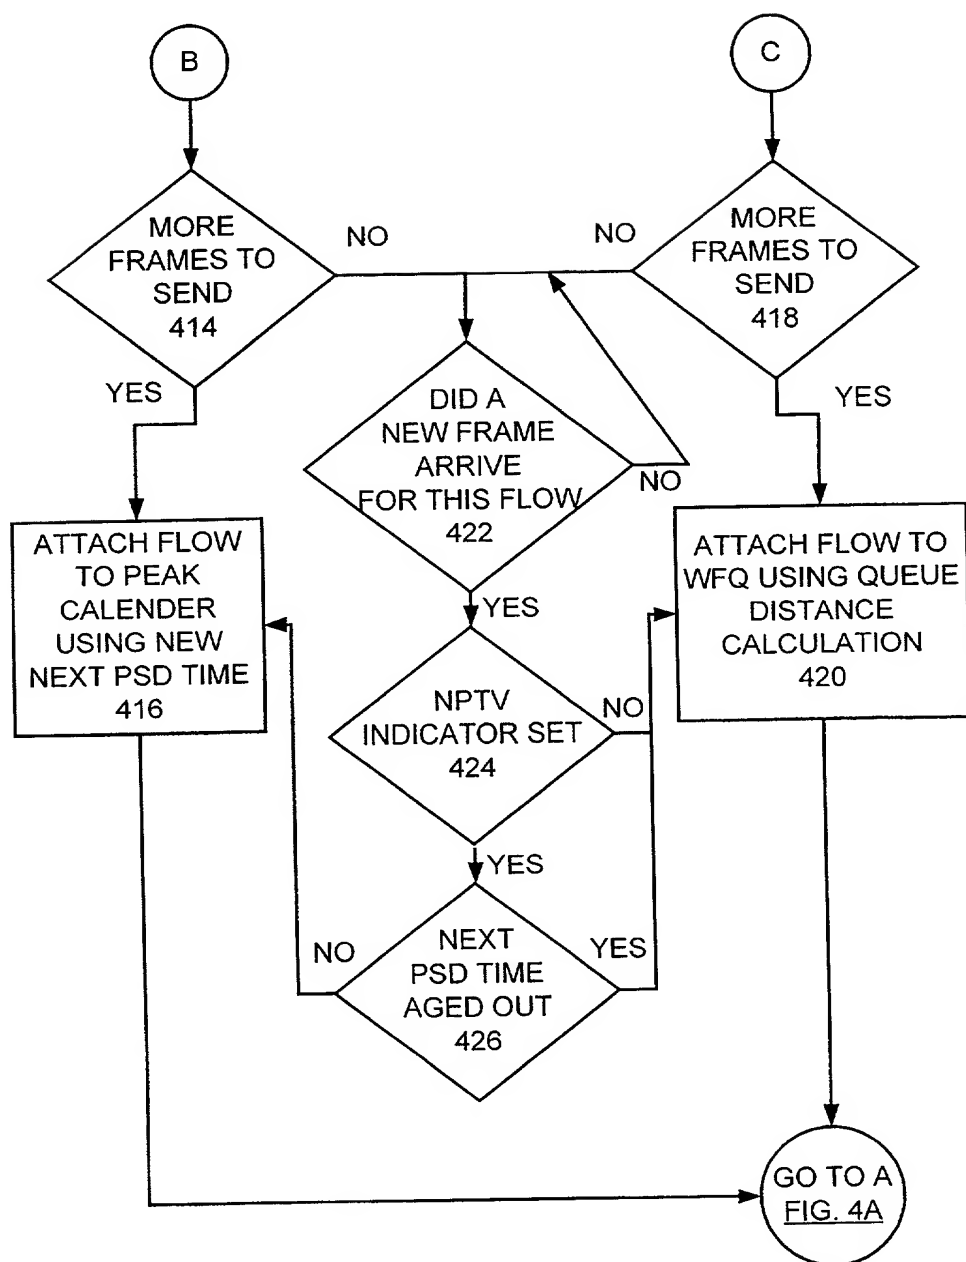 B
C
MORE
FRAMES TO
SEND
414
NO
NO
MORE
FRAMES TO
SEND
418
YES
YES
DID A
NEW FRAME
ARRIVE
FOR THIS FLOW
422
NO
YES
ATTACH FLOW
TO PEAK
CALENDER
USING NEW
NEXT PSD TIME
416
ATTACH FLOW TO
WFQ USING QUEUE
DISTANCE
CALCULATION
420
NPTV
INDICATOR SET
424
NO
YES
NO
NEXT
PSD TIME
AGED OUT
426
YES
GO TO A
FIG. 4A